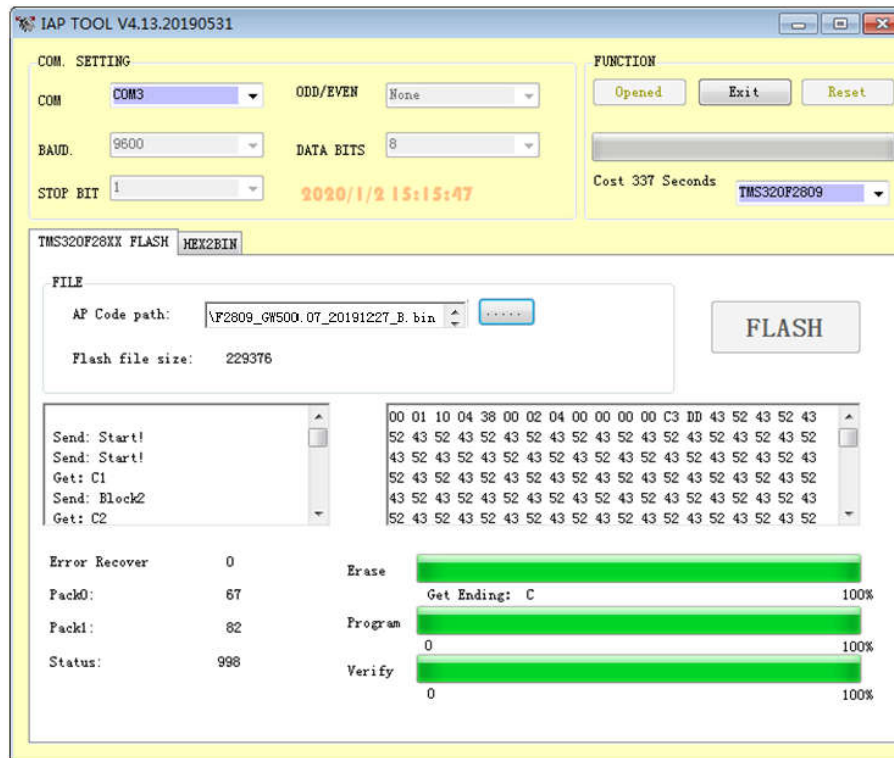 IAP TOOL V4.13.20190531
COM. SETTING
COM COM3 ODD/EVEN None
BAUD. 9600 DATA BITS 8
STOP BIT 1 2020/1/2 15:15:47
FUNCTION
Opened Exit Reset
Cost 337 Seconds TMS320F2809
TMS320F28XX FLASH HEX2BIN
FILE
AP Code path: \F2809_GW500.07_20191227_B.bin .....
Flash file size: 229376
FLASH
Send: Start!
Send: Start!
Get: C1
Send: Block2
Get: C2
00 01 10 04 38 00 02 04 00 00 00 00 C3 DD 43 52 43 52 43
52 43 52 43 52 43 52 43 52 43 52 43 52 43 52 43 52 43 52
43 52 43 52 43 52 43 52 43 52 43 52 43 52 43 52 43 52 43
52 43 52 43 52 43 52 43 52 43 52 43 52 43 52 43 52 43 52
43 52 43 52 43 52 43 52 43 52 43 52 43 52 43 52 43 52 43
52 43 52 43 52 43 52 43 52 43 52 43 52 43 52 43 52 43 52
Error Recover 0
Pack0: 67
Pack1: 82
Status: 998
Erase
Get Ending: C 100%
Program
0 100%
Verify
0 100%